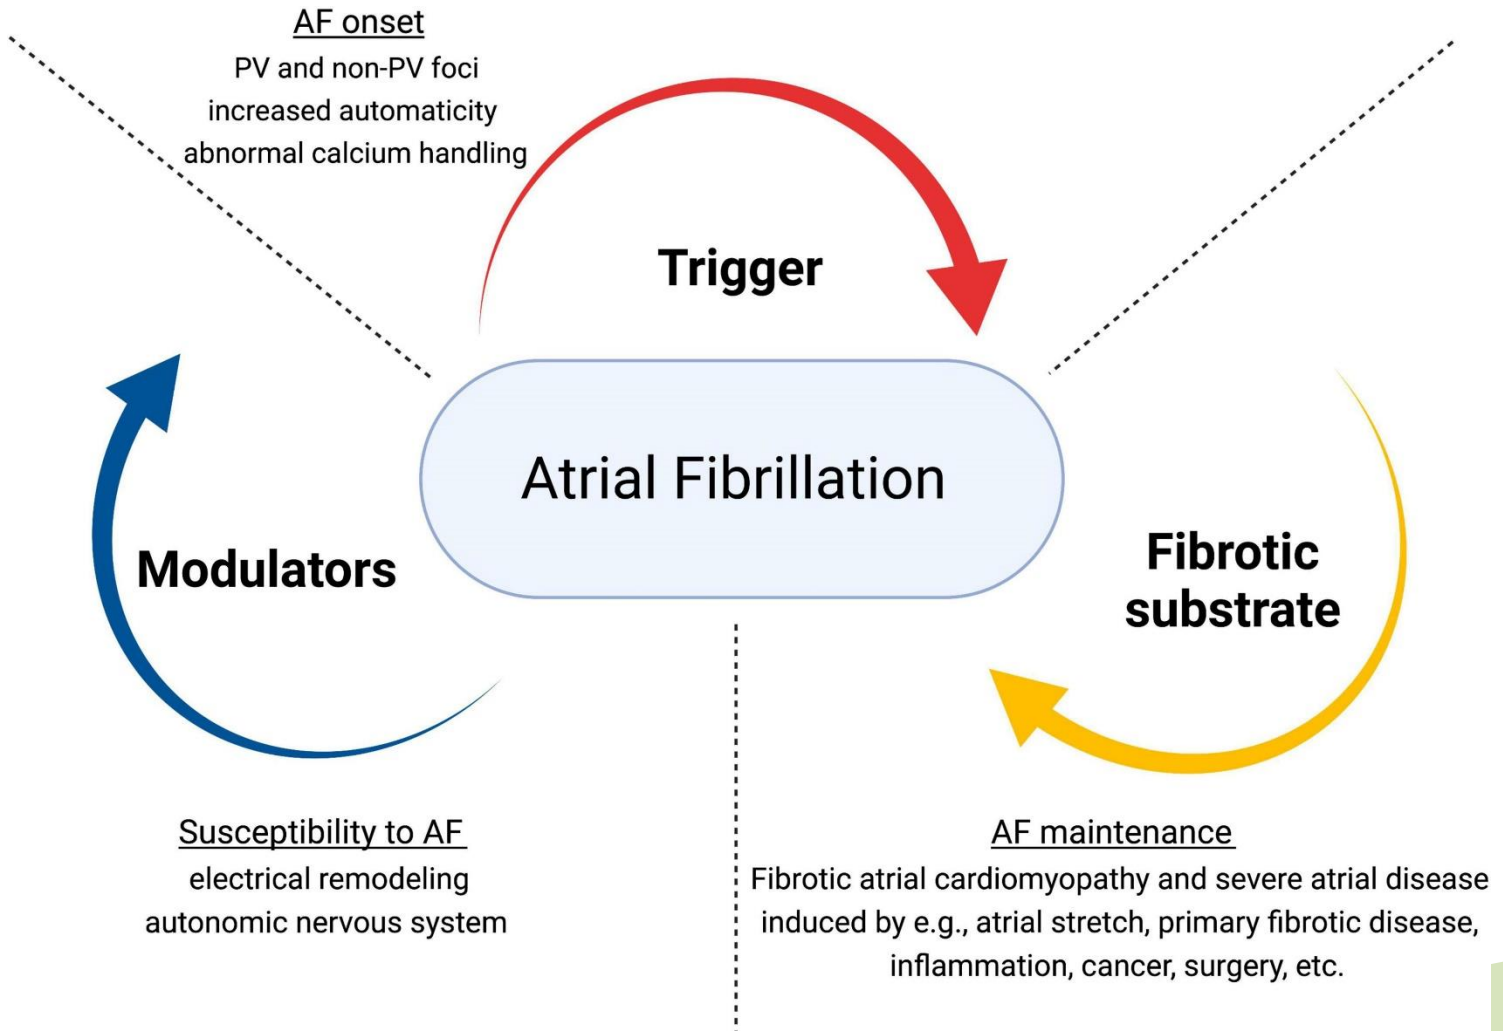 AF onset
PV and non-PV foci
increased automaticity
abnormal calcium handling
Trigger
Atrial Fibrillation
Modulators
Fibrotic
substrate
Susceptibility to AF
electrical remodeling
autonomic nervous system
AF maintenance
Fibrotic atrial cardiomyopathy and severe atrial disease
induced by e.g., atrial stretch, primary fibrotic disease,
inflammation, cancer, surgery, etc.